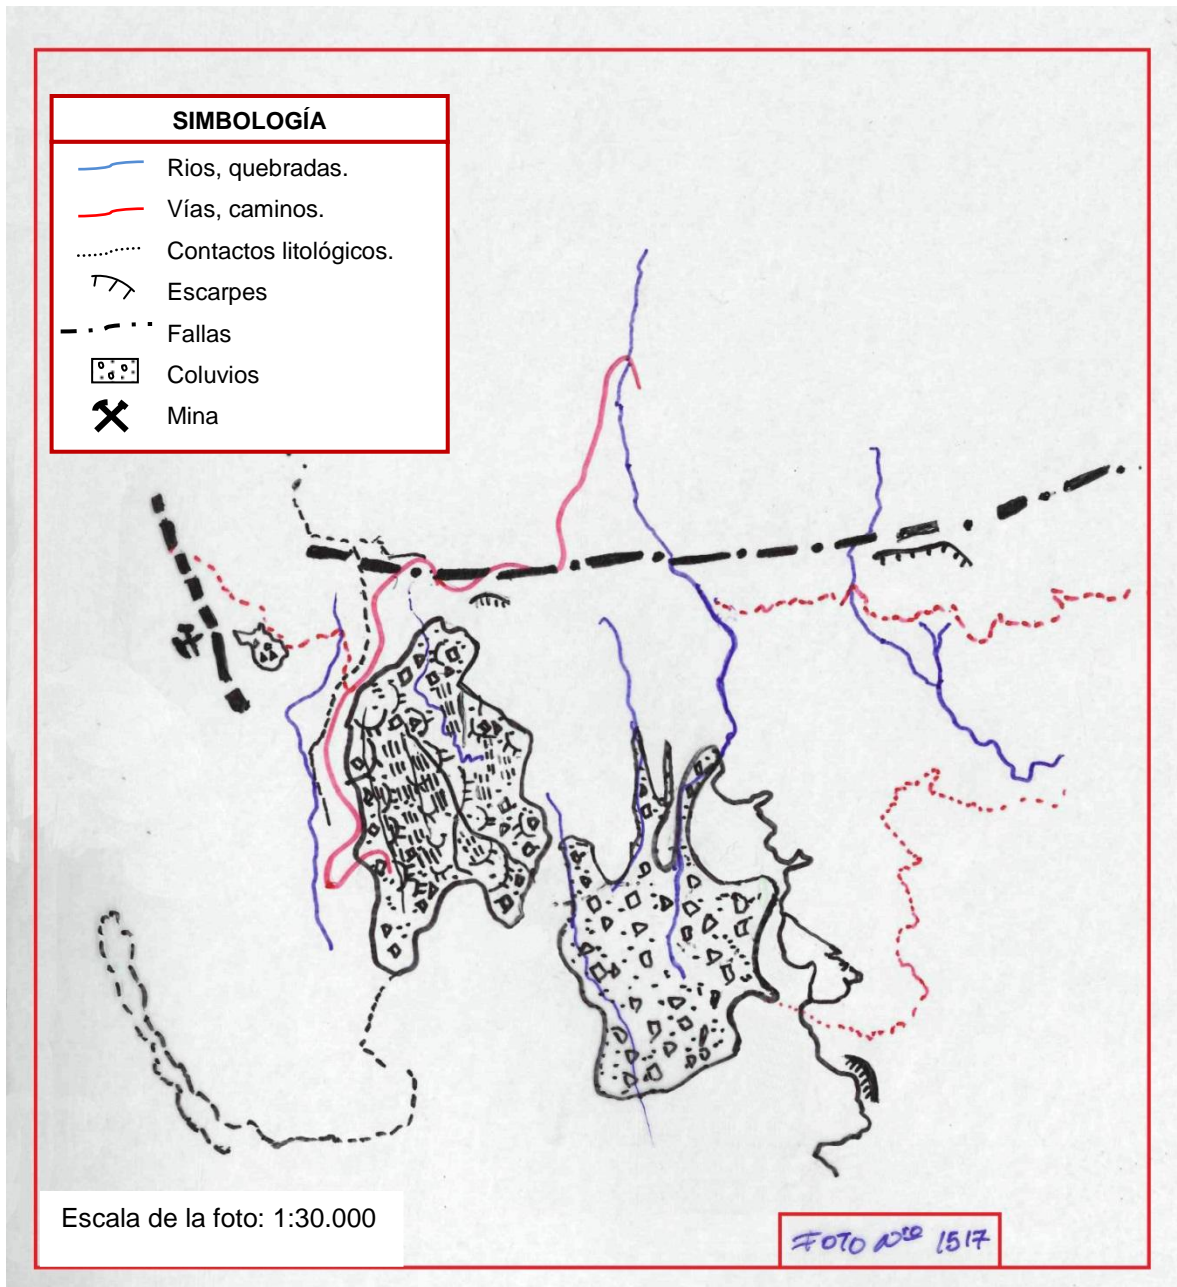 SIMBOLOGÍA
Rios, quebradas.
Vías, caminos.
Contactos litológicos.
Escarpes
Fallas
Coluvios
Mina
Escala de la foto: 1:30.000
FOTO Nro 1517